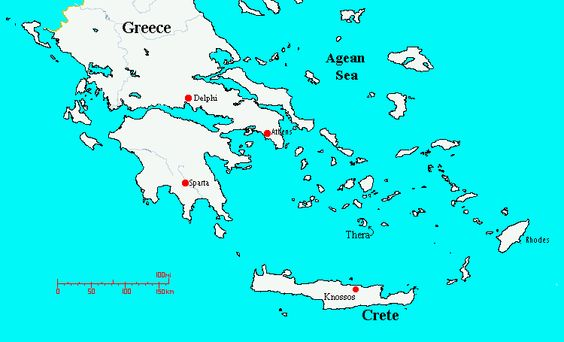 Greece
Agean
Sea
Delphi
Athens
Sparta
Thera
Rhodes
100mi
0 50 100 150km
Knossos
Crete